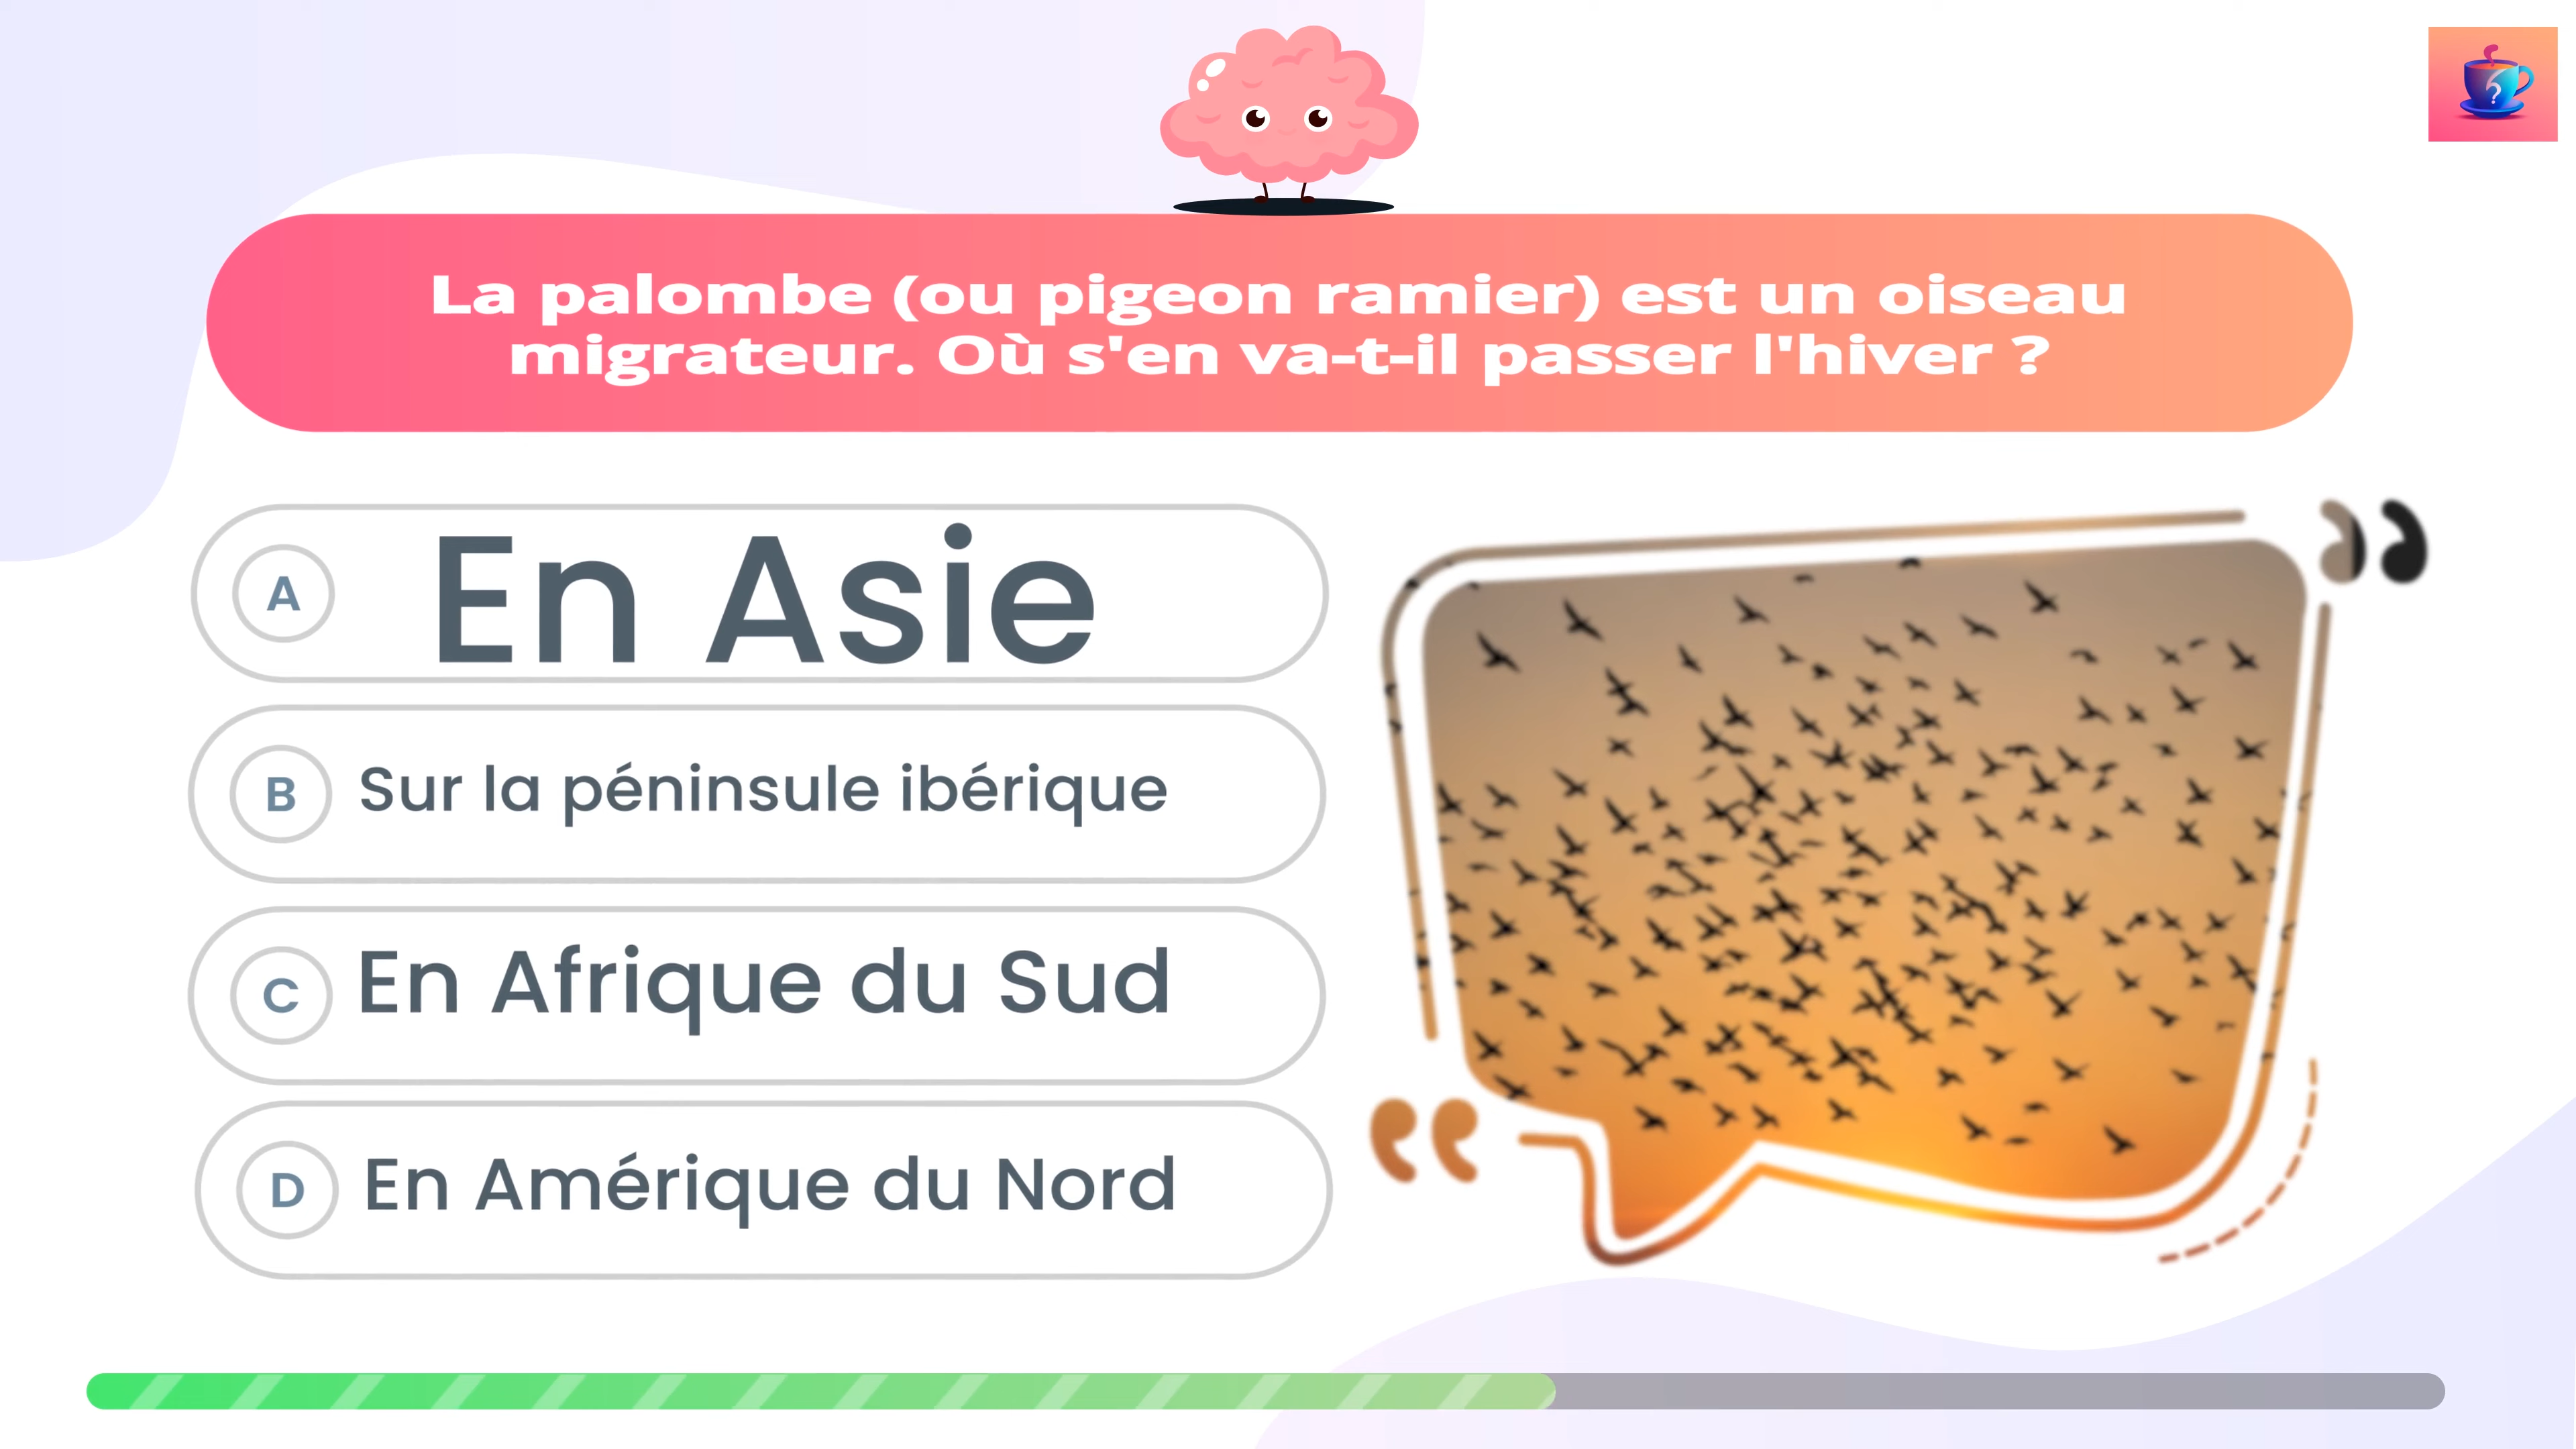 La palombe (ou pigeon ramier) est un oiseau
migrateur. Où s'en va-t-il passer l'hiver ?
A En Asie
B Sur la péninsule ibérique
C En Afrique du Sud
D En Amérique du Nord